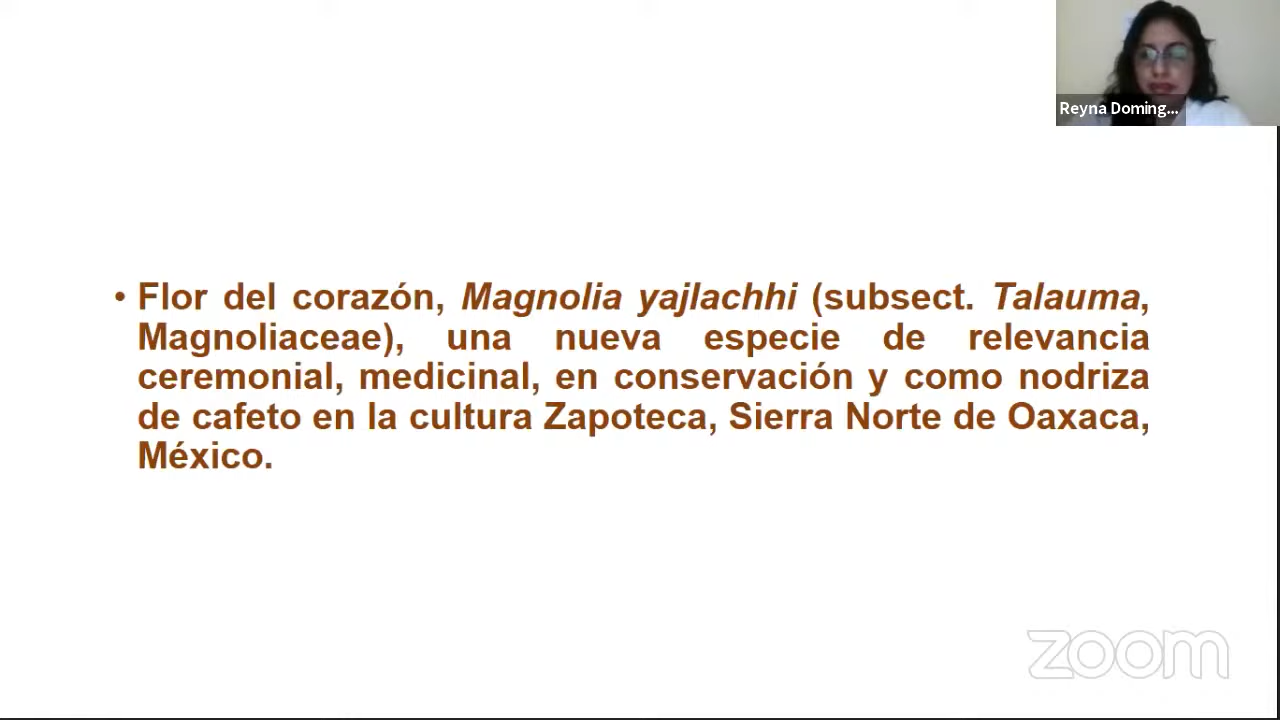 Reyna Doming...
• Flor del corazón, Magnolia yajlachhi (subsect. Talauma,
Magnoliaceae), una nueva especie de relevancia
ceremonial, medicinal, en conservación y como nodriza
de cafeto en la cultura Zapoteca, Sierra Norte de Oaxaca,
México.
zoom